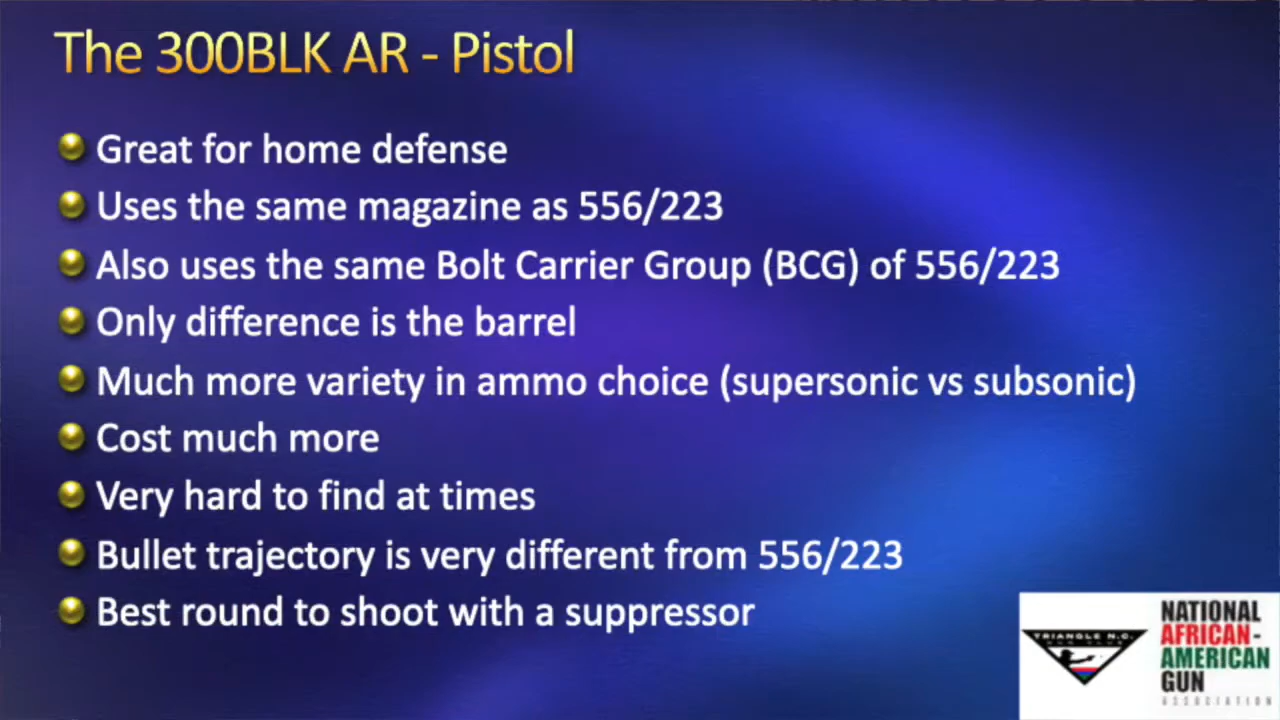 The 300BLK AR - Pistol
Great for home defense
Uses the same magazine as 556/223
Also uses the same Bolt Carrier Group (BCG) of 556/223
Only difference is the barrel
Much more variety in ammo choice (supersonic vs subsonic)
Cost much more
Very hard to find at times
Bullet trajectory is very different from 556/223
Best round to shoot with a suppressor
TRIANGLE N.C.
GUN CLUB
NATIONAL
AFRICAN-
AMERICAN
GUN
ASSOCIATION